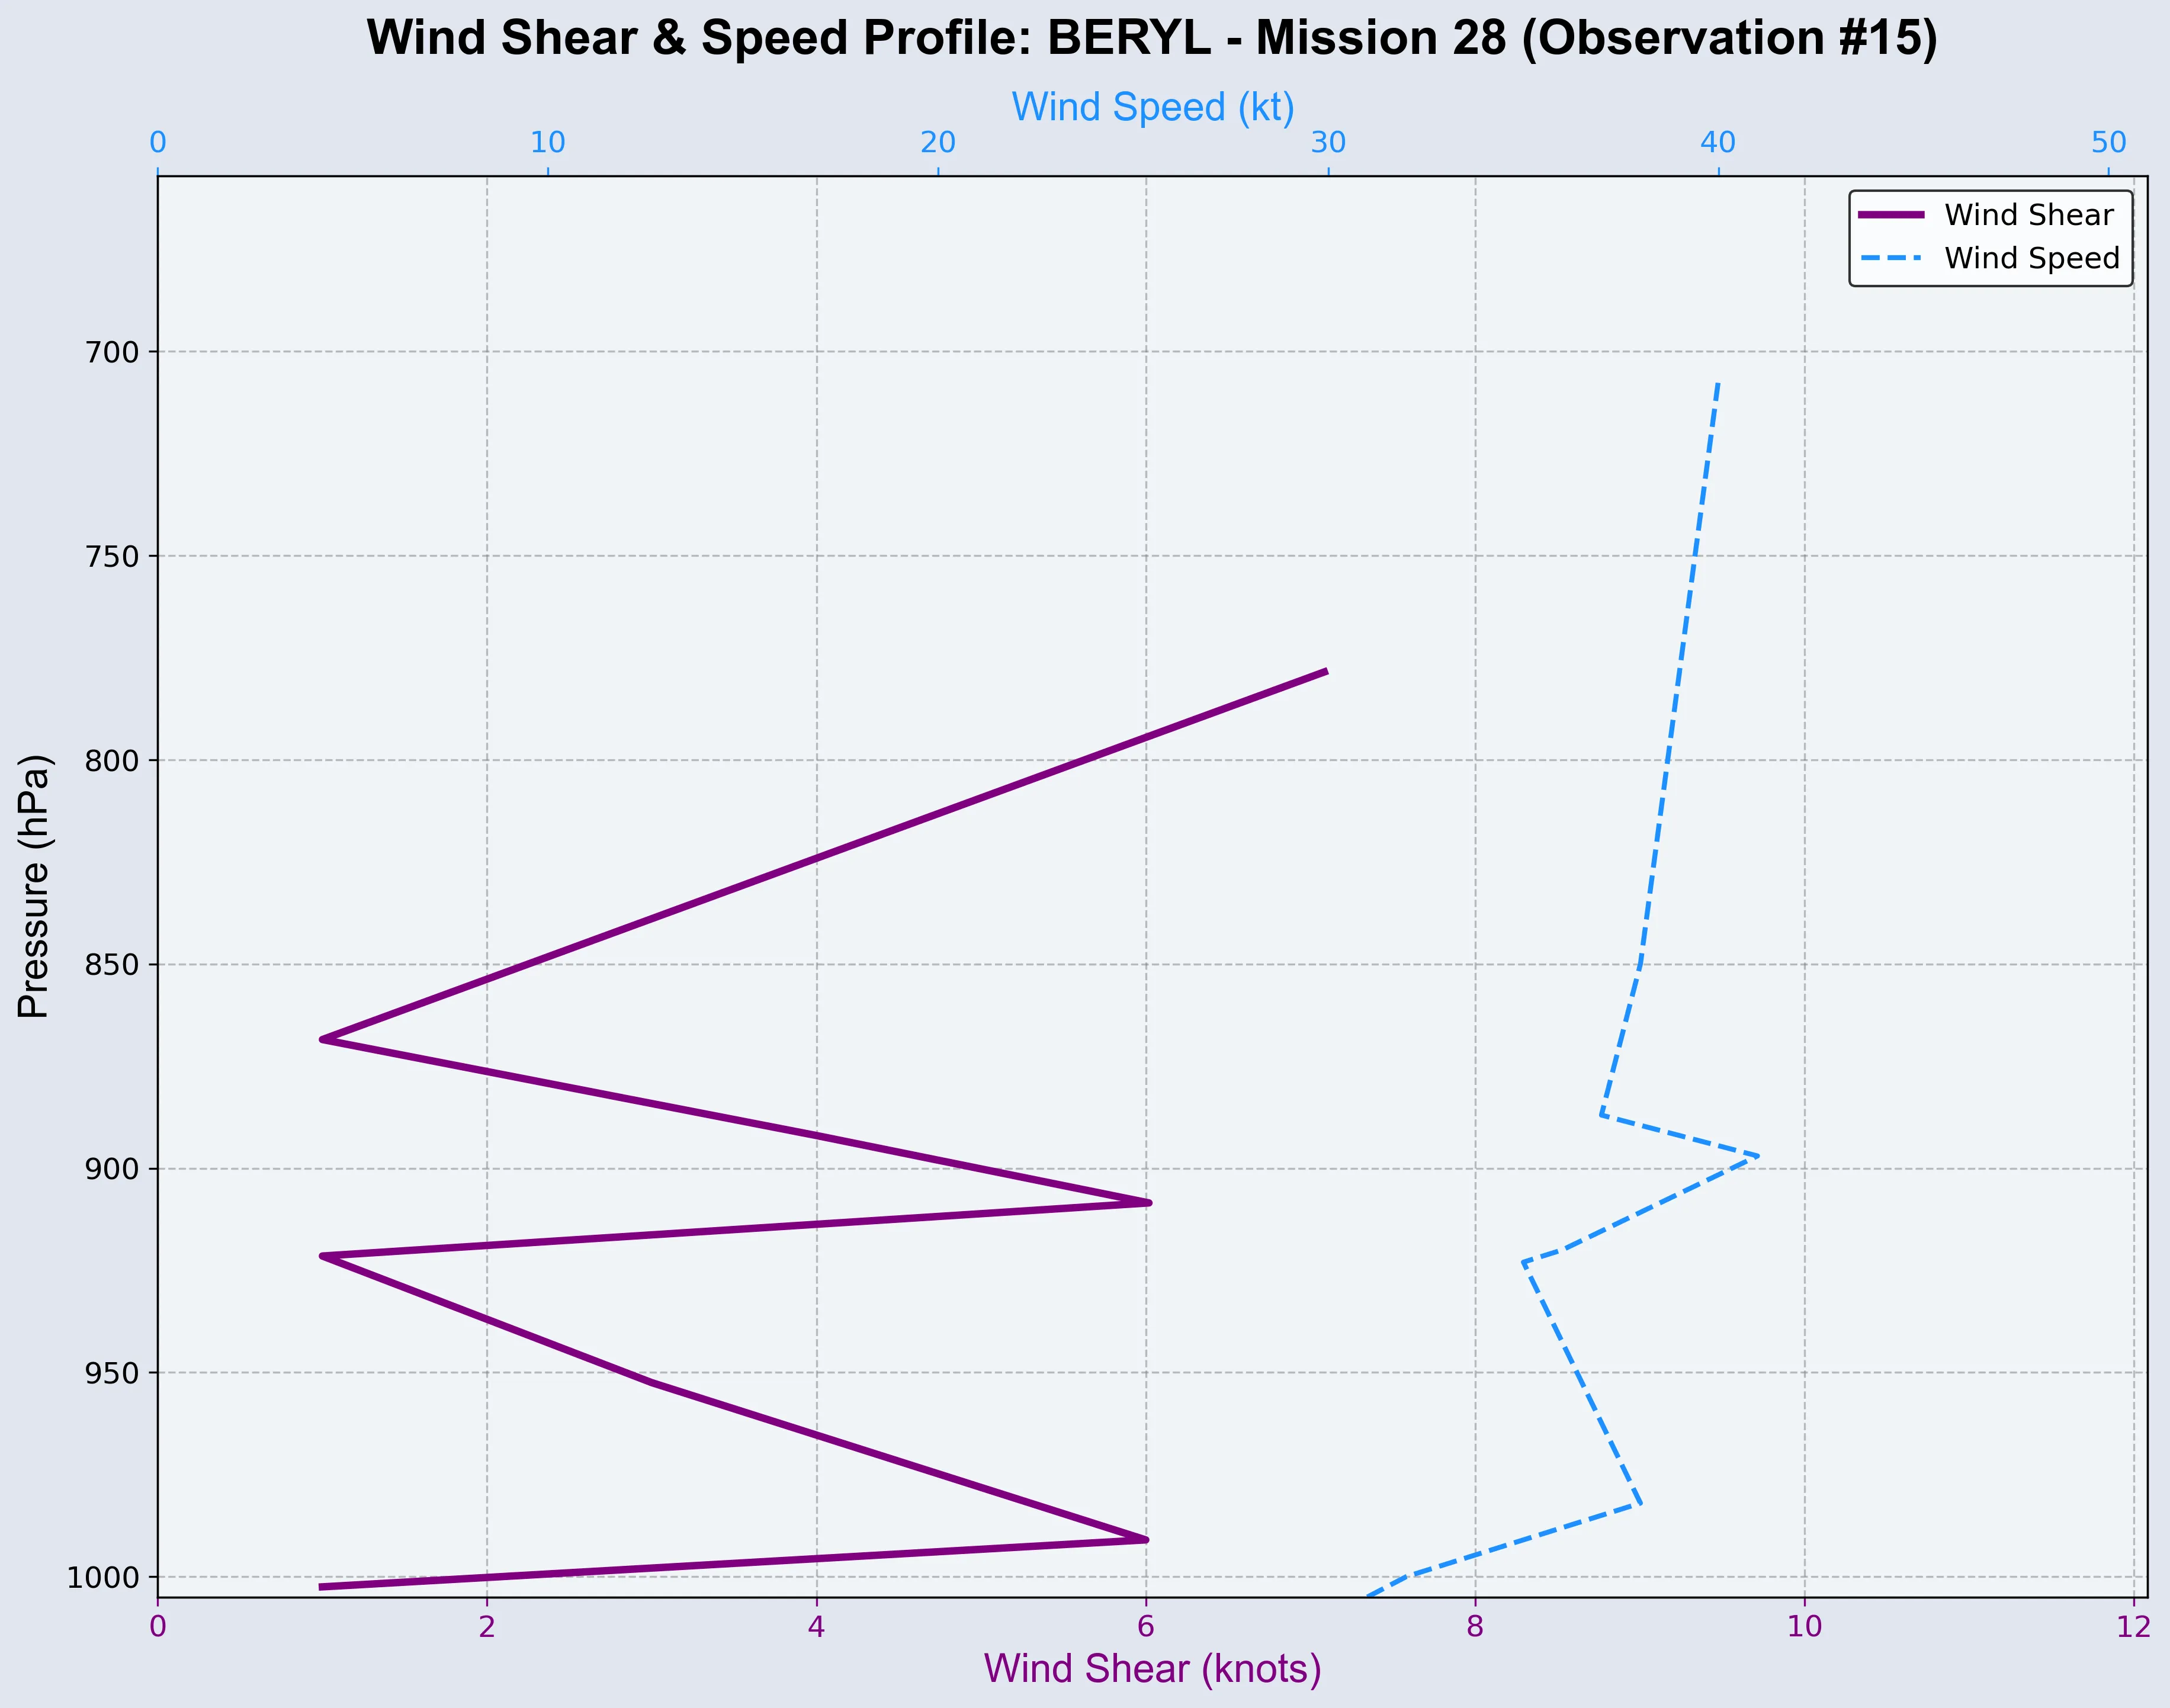 Wind Shear & Speed Profile: BERYL - Mission 28 (Observation #15)
Wind Speed (kt)
0 10 20 30 40 50
Wind Shear
Wind Speed
700
750
800
850
900
950
1000
Pressure (hPa)
0 2 4 6 8 10 12
Wind Shear (knots)